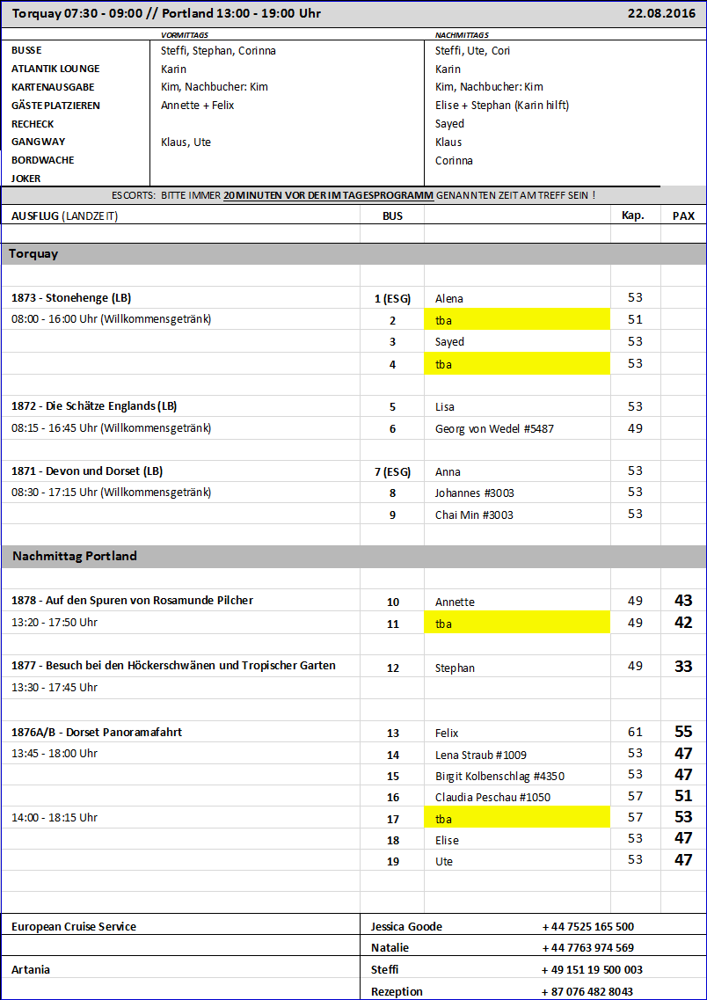 Torquay 07:30 - 09:00 // Portland 13:00 - 19:00 Uhr 22.08.2016
VORMITTAGS NACHMITTAGS
BUSSE Steffi, Stephan, Corinna Steffi, Ute, Cori
ATLANTIK LOUNGE Karin Karin
KARTENAUSGABE Kim, Nachbucher: Kim Kim, Nachbucher: Kim
GÄSTE PLATZIEREN Annette + Felix Elise + Stephan (Karin hilft)
RECHECK Sayed
GANGWAY Klaus, Ute Klaus
BORDWACHE Corinna
JOKER
ESCORTS: BITTE IMMER 20 MINUTEN VOR DER IM TAGESPROGRAMM GENANNTEN ZEIT AM TREFF SEIN !
AUSFLUG (LANDZEIT) BUS Kap. PAX
Torquay
1873 - Stonehenge (LB) 1 (ESG) Alena 53
08:00 - 16:00 Uhr (Willkommensgetränk) 2 tba 51
3 Sayed 53
4 tba 53
1872 - Die Schätze Englands (LB) 5 Lisa 53
08:15 - 16:45 Uhr (Willkommensgetränk) 6 Georg von Wedel #5487 49
1871 - Devon und Dorset (LB) 7 (ESG) Anna 53
08:30 - 17:15 Uhr (Willkommensgetränk) 8 Johannes #3003 53
9 Chai Min #3003 53
Nachmittag Portland
1878 - Auf den Spuren von Rosamunde Pilcher 10 Annette 49 43
13:20 - 17:50 Uhr 11 tba 49 42
1877 - Besuch bei den Höckerschwänen und Tropischer Garten 12 Stephan 49 33
13:30 - 17:45 Uhr
1876A/B - Dorset Panoramafahrt 13 Felix 61 55
13:45 - 18:00 Uhr 14 Lena Straub #1009 53 47
15 Birgit Kolbenschlag #4350 53 47
16 Claudia Peschau #1050 57 51
14:00 - 18:15 Uhr 17 tba 57 53
18 Elise 53 47
19 Ute 53 47
European Cruise Service Jessica Goode + 44 7525 165 500
Natalie + 44 7763 974 569
Artania Steffi + 49 151 19 500 003
Rezeption + 87 076 482 8043